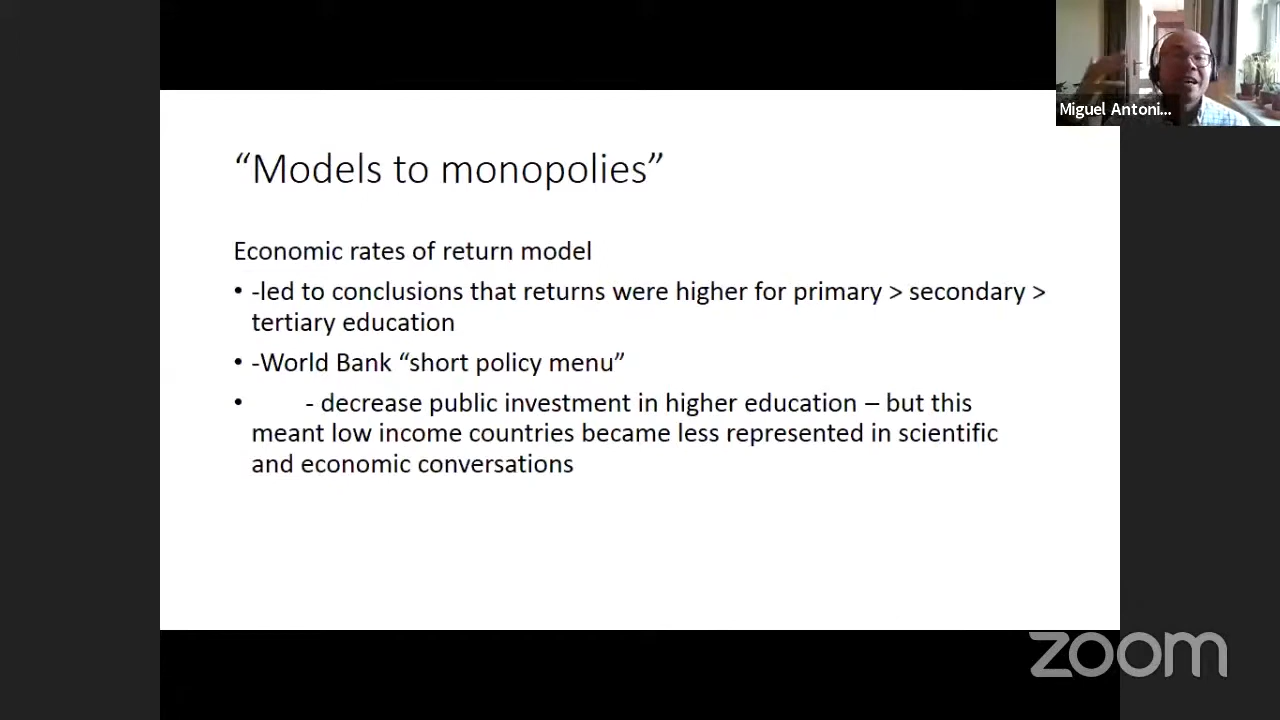 Miguel Antoni...
“Models to monopolies”
Economic rates of return model
• -led to conclusions that returns were higher for primary > secondary >
tertiary education
• -World Bank “short policy menu”
• - decrease public investment in higher education – but this
meant low income countries became less represented in scientific
and economic conversations
zoom